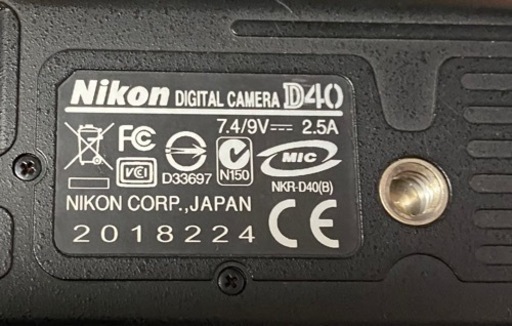 Nikon DIGITAL CAMERA D40
7.4/9V⎓ 2.5A
FC
VCI
D33697
N150
MIC
NKR-D40(B)
NIKON CORP.,JAPAN
2018224
CE